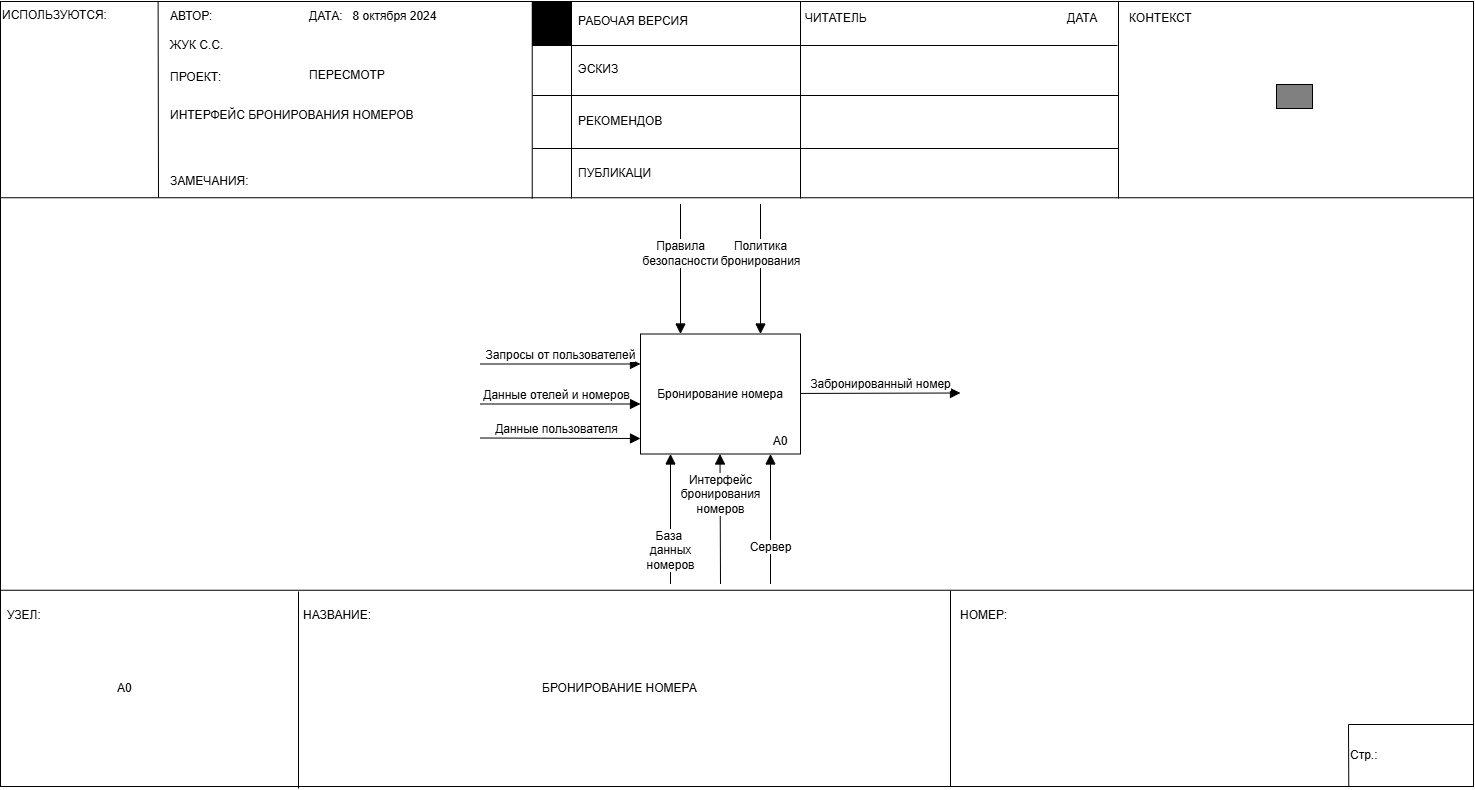 ИСПОЛЬЗУЮТСЯ:
АВТОР:
ДАТА: 8 октября 2024
ЖУК С.С.
ПРОЕКТ:
ПЕРЕСМОТР
ИНТЕРФЕЙС БРОНИРОВАНИЯ НОМЕРОВ
ЗАМЕЧАНИЯ:
РАБОЧАЯ ВЕРСИЯ
ЭСКИЗ
РЕКОМЕНДОВ
ПУБЛИКАЦИ
ЧИТАТЕЛЬ
ДАТА
КОНТЕКСТ
Правила
безопасности
Политика
бронирования
Запросы от пользователей
Данные отелей и номеров
Данные пользователя
Бронирование номера
A0
Забронированный номер
База
данных
номеров
Интерфейс
бронирования
номеров
Сервер
УЗЕЛ:
A0
НАЗВАНИЕ:
БРОНИРОВАНИЕ НОМЕРА
НОМЕР:
Стр.: